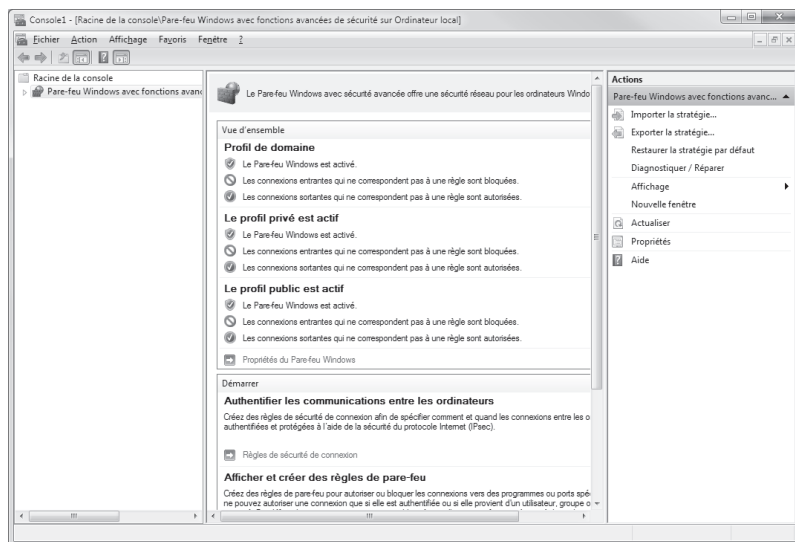 Console1 - [Racine de la console\Pare-feu Windows avec fonctions avancées de sécurité sur Ordinateur local]
Fichier Action Affichage Favoris Fenêtre ?
Racine de la console
Pare-feu Windows avec fonctions avanc
Le Pare-feu Windows avec sécurité avancée offre une sécurité réseau pour les ordinateurs Windo
Vue d'ensemble
Profil de domaine
Le Pare-feu Windows est activé.
Les connexions entrantes qui ne correspondent pas à une règle sont bloquées.
Les connexions sortantes qui ne correspondent pas à une règle sont autorisées.
Le profil privé est actif
Le Pare-feu Windows est activé.
Les connexions entrantes qui ne correspondent pas à une règle sont bloquées.
Les connexions sortantes qui ne correspondent pas à une règle sont autorisées.
Le profil public est actif
Le Pare-feu Windows est activé.
Les connexions entrantes qui ne correspondent pas à une règle sont bloquées.
Les connexions sortantes qui ne correspondent pas à une règle sont autorisées.
Propriétés du Pare-feu Windows
Démarrer
Authentifier les communications entre les ordinateurs
Créez des règles de sécurité de connexion afin de spécifier comment et quand les connexions entre les o
authentifiées et protégées à l'aide de la sécurité du protocole Internet (IPsec).
Règles de sécurité de connexion
Afficher et créer des règles de pare-feu
Créez des règles de pare-feu pour autoriser ou bloquer les connexions vers des programmes ou ports spé
ne pouvez autoriser une connexion que si elle est authentifiée ou si elle provient d'un utilisateur, groupe o
Actions
Pare-feu Windows avec fonctions avanc...
Importer la stratégie...
Exporter la stratégie...
Restaurer la stratégie par défaut
Diagnostiquer / Réparer
Affichage
Nouvelle fenêtre
Actualiser
Propriétés
Aide